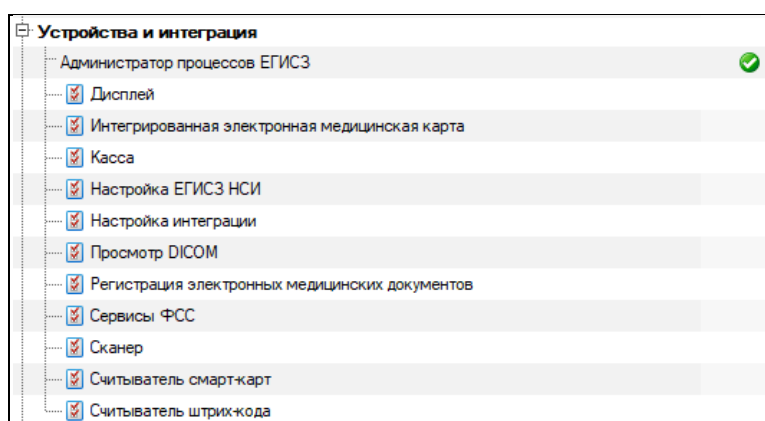 Устройства и интеграция
Администратор процессов ЕГИСЗ
Дисплей
Интегрированная электронная медицинская карта
Касса
Настройка ЕГИСЗ НСИ
Настройка интеграции
Просмотр DICOM
Регистрация электронных медицинских документов
Сервисы ФСС
Сканер
Считыватель смарт-карт
Считыватель штрих-кода